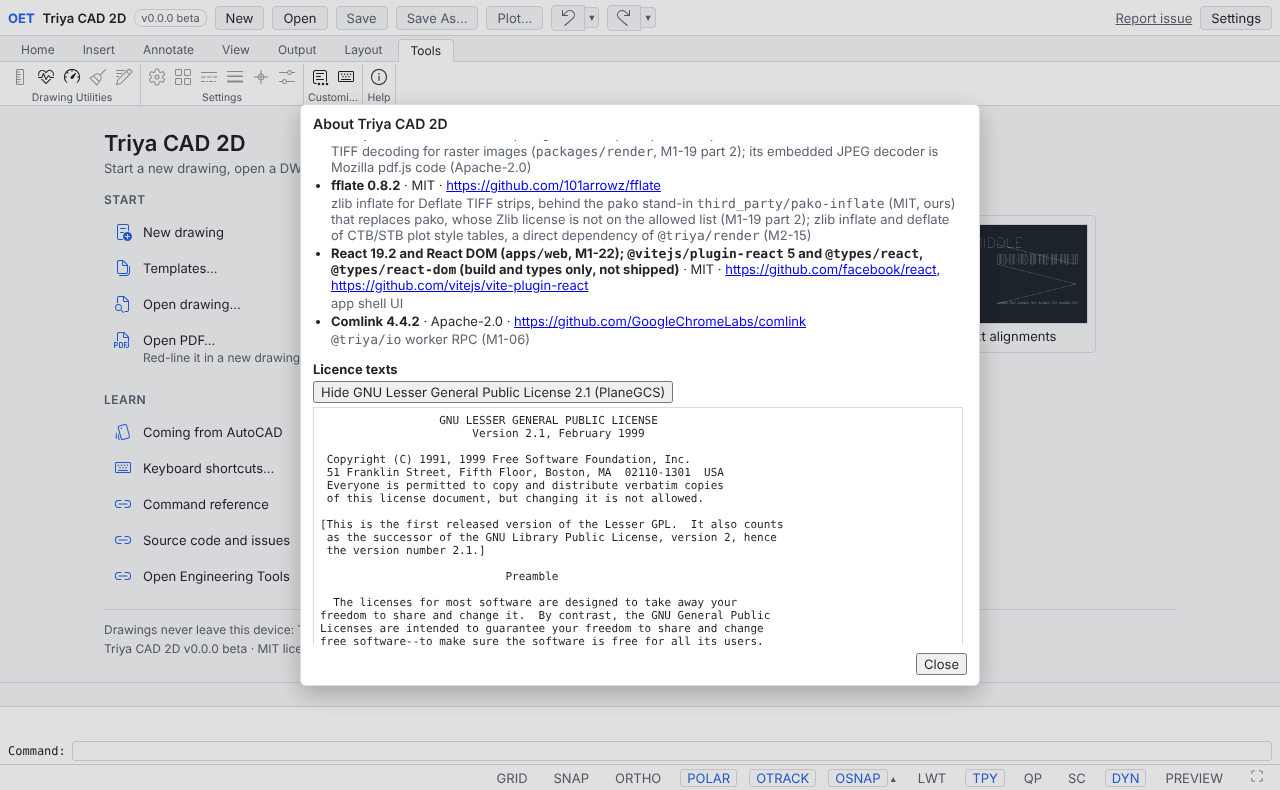 OET Triya CAD 2D v0.0.0 beta New Open Save Save As... Plot... Report issue Settings
Home Insert Annotate View Output Layout Tools
Drawing Utilities Settings Customi... Help
Triya CAD 2D
Start a new drawing, open a DW
START
New drawing
Templates...
Open drawing...
Open PDF...
Red-line it in a new drawing
LEARN
Coming from AutoCAD
Keyboard shortcuts...
Command reference
Source code and issues
Open Engineering Tools
Drawings never leave this device:
Triya CAD 2D v0.0.0 beta · MIT lice
About Triya CAD 2D
TIFF decoding for raster images (packages/render, M1-19 part 2); its embedded JPEG decoder is
Mozilla pdf.js code (Apache-2.0)
• fflate 0.8.2 · MIT · https://github.com/101arrowz/fflate
zlib inflate for Deflate TIFF strips, behind the pako stand-in third_party/pako-inflate (MIT, ours)
that replaces pako, whose Zlib license is not on the allowed list (M1-19 part 2); zlib inflate and deflate
of CTB/STB plot style tables, a direct dependency of @triya/render (M2-15)
• React 19.2 and React DOM (apps/web, M1-22); @vitejs/plugin-react 5 and @types/react,
@types/react-dom (build and types only, not shipped) · MIT · https://github.com/facebook/react,
https://github.com/vitejs/vite-plugin-react
app shell UI
• Comlink 4.4.2 · Apache-2.0 · https://github.com/GoogleChromeLabs/comlink
@triya/io worker RPC (M1-06)
Licence texts
Hide GNU Lesser General Public License 2.1 (PlaneGCS)
GNU LESSER GENERAL PUBLIC LICENSE
Version 2.1, February 1999
Copyright (C) 1991, 1999 Free Software Foundation, Inc.
51 Franklin Street, Fifth Floor, Boston, MA  02110-1301  USA
Everyone is permitted to copy and distribute verbatim copies
of this license document, but changing it is not allowed.
[This is the first released version of the Lesser GPL.  It also counts
as the successor of the GNU Library Public License, version 2, hence
the version number 2.1.]
Preamble
The licenses for most software are designed to take away your
freedom to share and change it.  By contrast, the GNU General Public
Licenses are intended to guarantee your freedom to share and change
free software--to make sure the software is free for all its users.
Close
MIDDLE
alignments
Command:
GRID SNAP ORTHO POLAR OTRACK OSNAP LWT TPY QP SC DYN PREVIEW